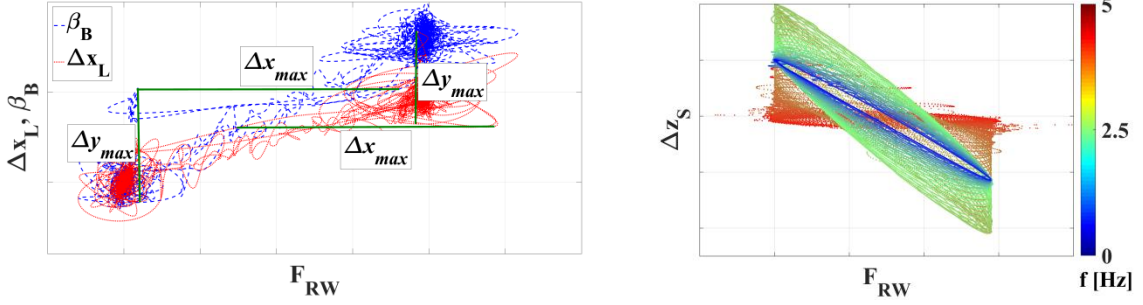 β_B
Δx_L
Δx_max
Δy_max
Δy_max
Δx_max
Δx_L, β_B
F_RW
Δz_S
F_RW
5
2.5
0
f [Hz]